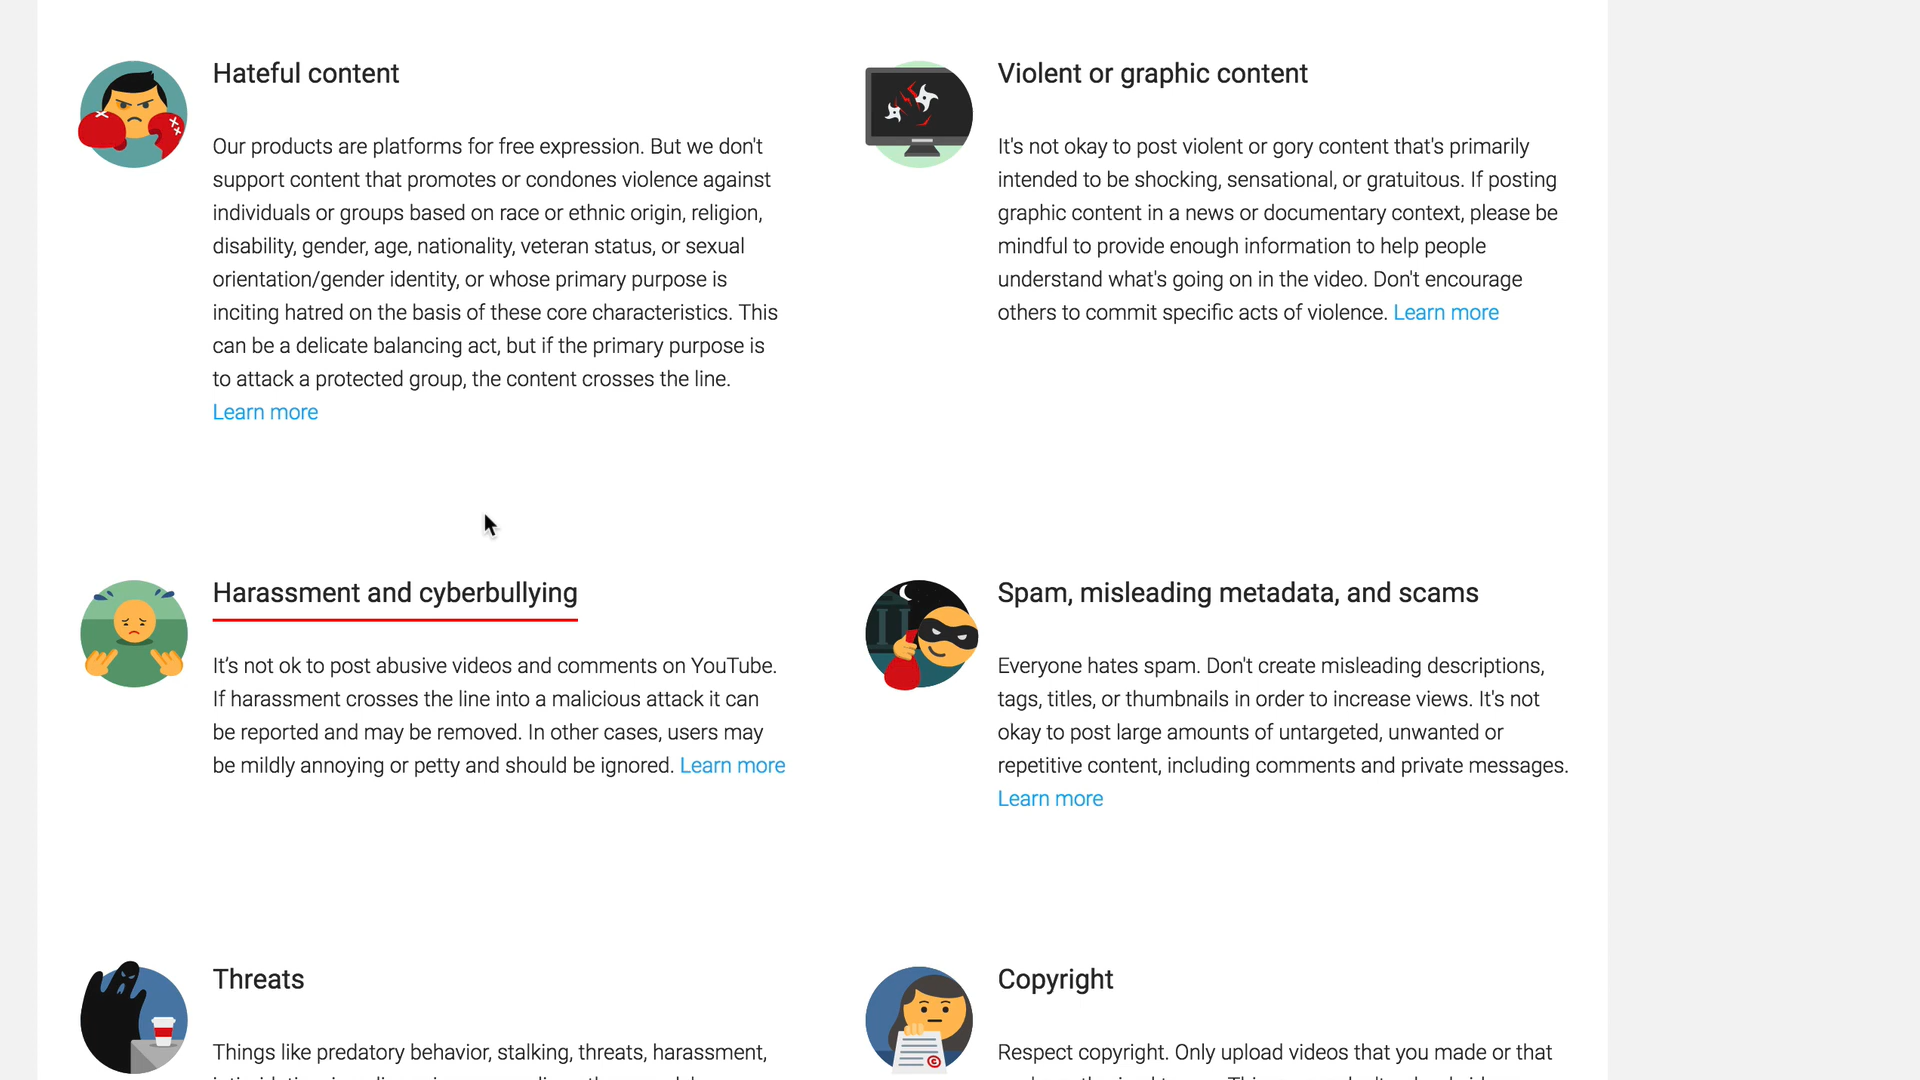 Hateful content
Our products are platforms for free expression. But we don't
support content that promotes or condones violence against
individuals or groups based on race or ethnic origin, religion,
disability, gender, age, nationality, veteran status, or sexual
orientation/gender identity, or whose primary purpose is
inciting hatred on the basis of these core characteristics. This
can be a delicate balancing act, but if the primary purpose is
to attack a protected group, the content crosses the line.
Learn more
Violent or graphic content
It's not okay to post violent or gory content that's primarily
intended to be shocking, sensational, or gratuitous. If posting
graphic content in a news or documentary context, please be
mindful to provide enough information to help people
understand what's going on in the video. Don't encourage
others to commit specific acts of violence. Learn more
Harassment and cyberbullying
It’s not ok to post abusive videos and comments on YouTube.
If harassment crosses the line into a malicious attack it can
be reported and may be removed. In other cases, users may
be mildly annoying or petty and should be ignored. Learn more
Spam, misleading metadata, and scams
Everyone hates spam. Don't create misleading descriptions,
tags, titles, or thumbnails in order to increase views. It's not
okay to post large amounts of untargeted, unwanted or
repetitive content, including comments and private messages.
Learn more
Threats
Things like predatory behavior, stalking, threats, harassment,
Copyright
Respect copyright. Only upload videos that you made or that